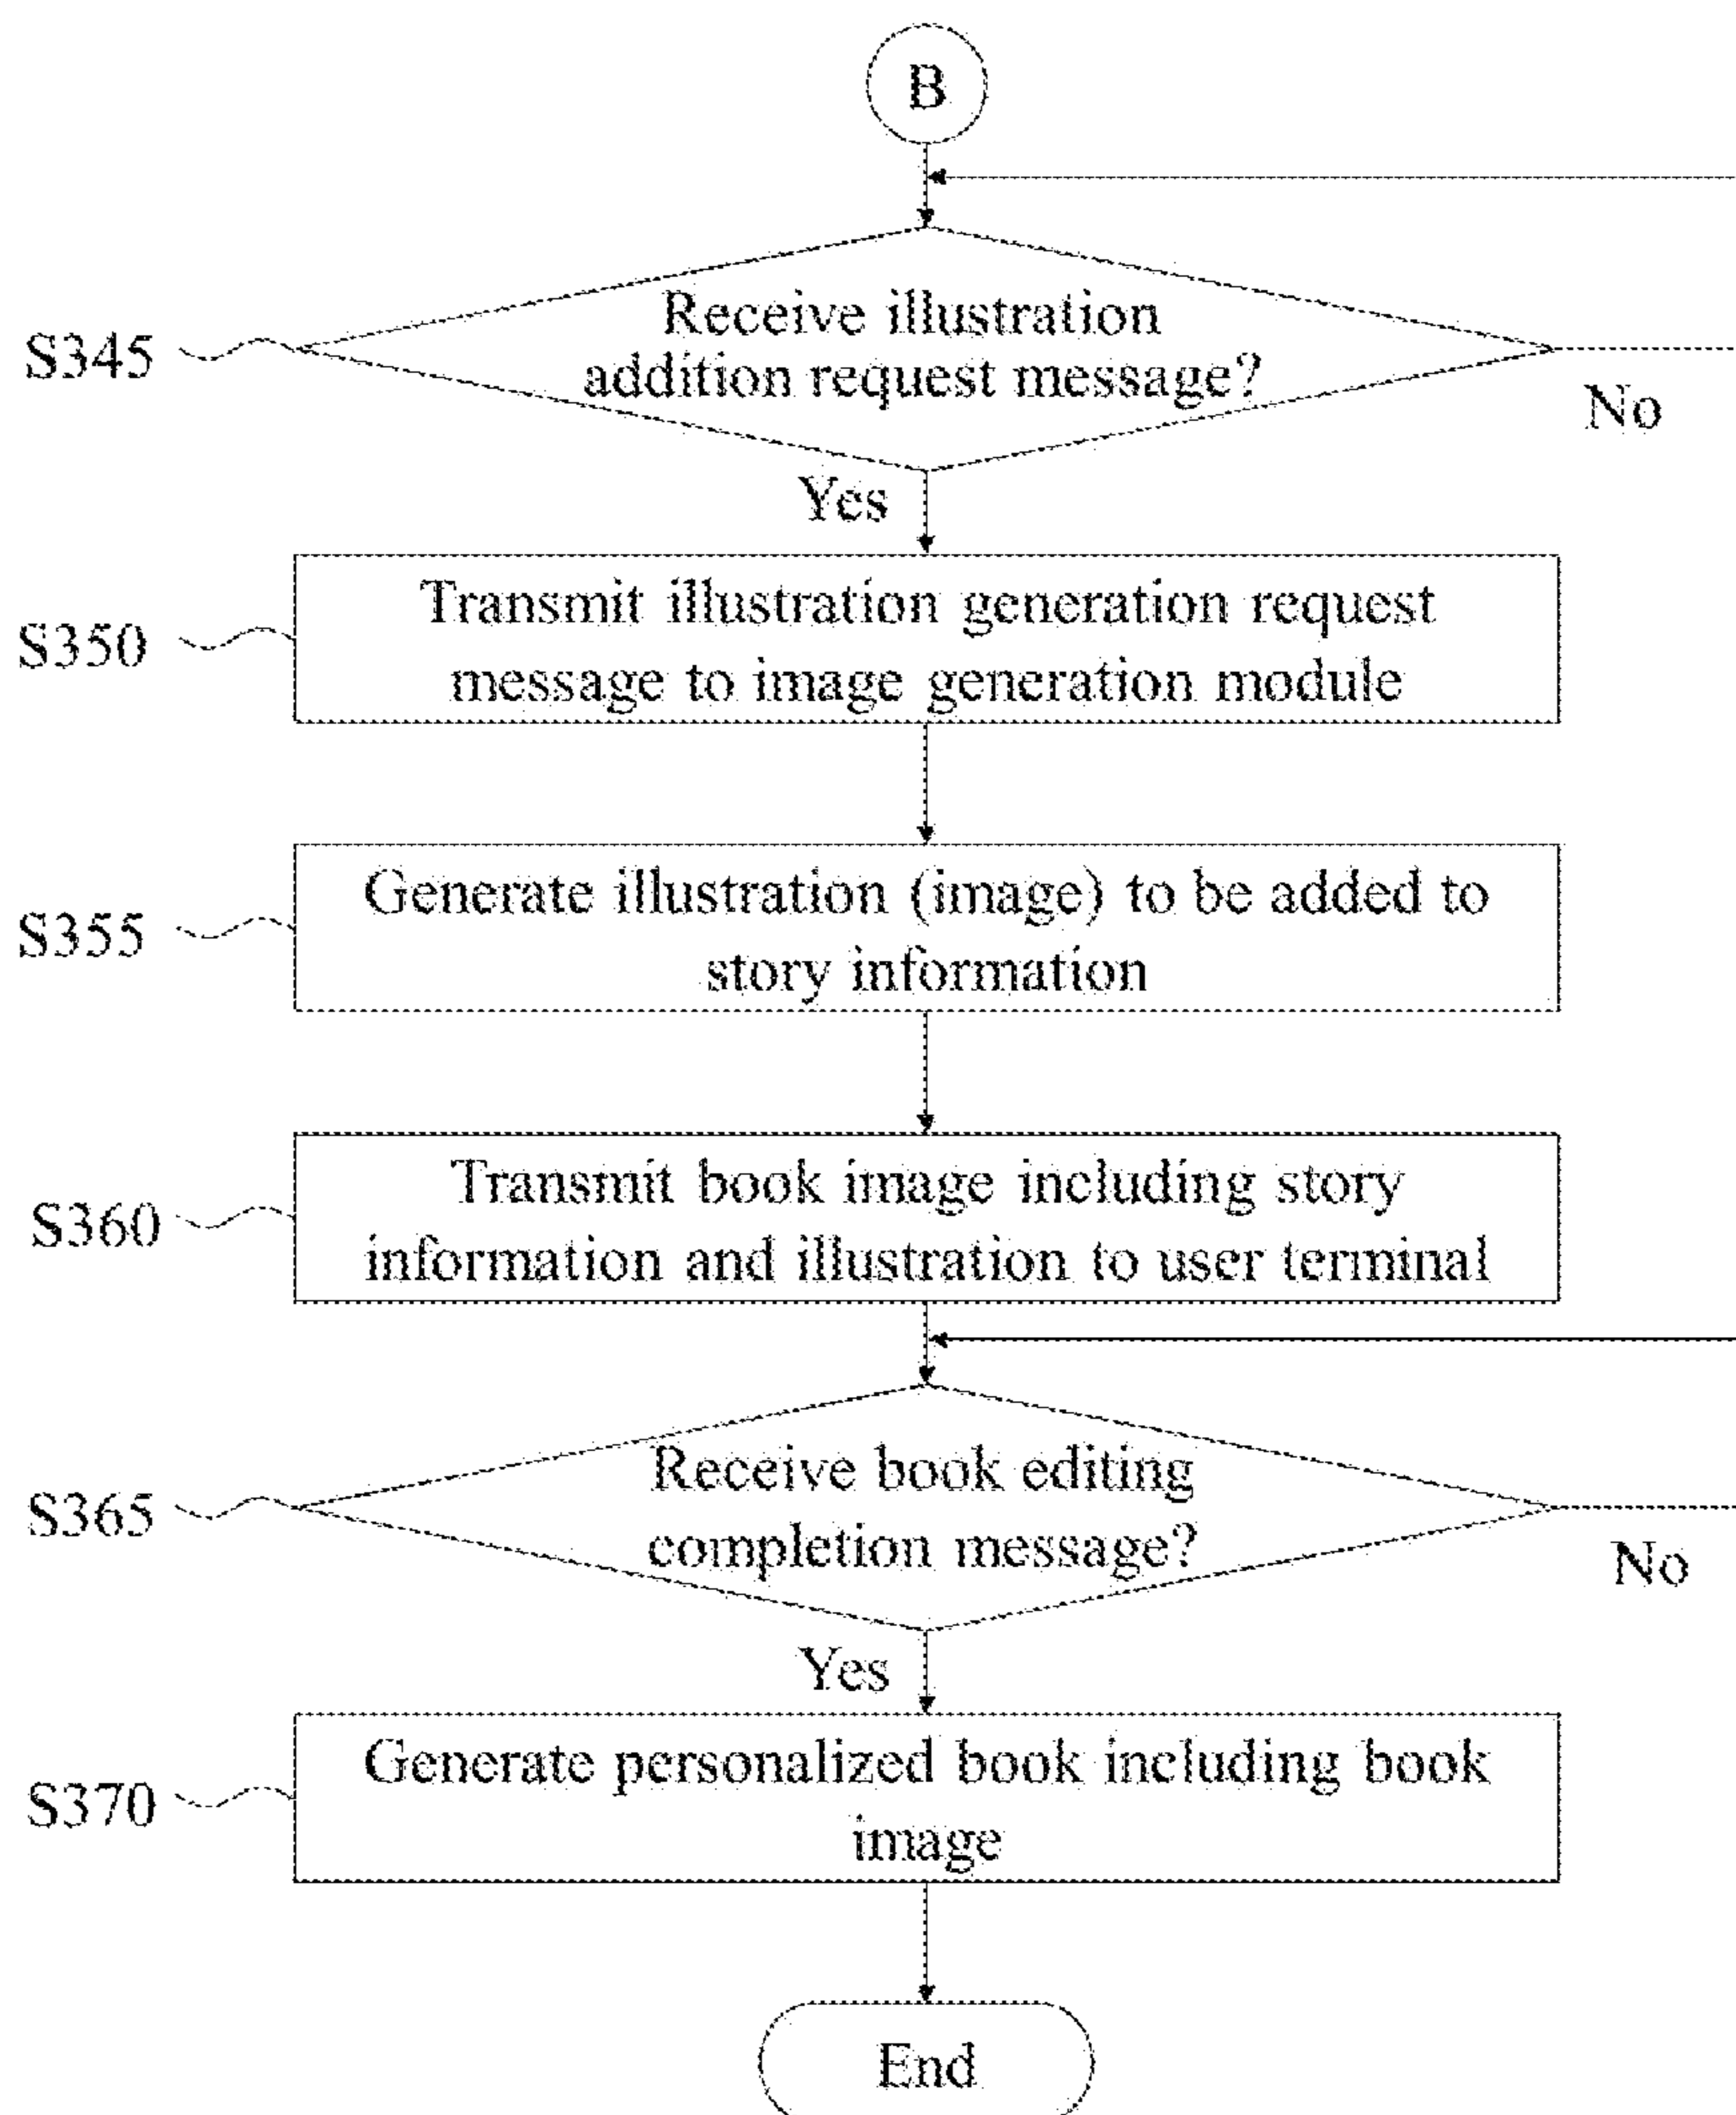 B
S345
Receive illustration
addition request message?
No
Yes
S350
Transmit illustration generation request
message to image generation module
S355
Generate illustration (image) to be added to
story information
S360
Transmit book image including story
information and illustration to user terminal
S365
Receive book editing
completion message?
No
Yes
S370
Generate personalized book including book
image
End